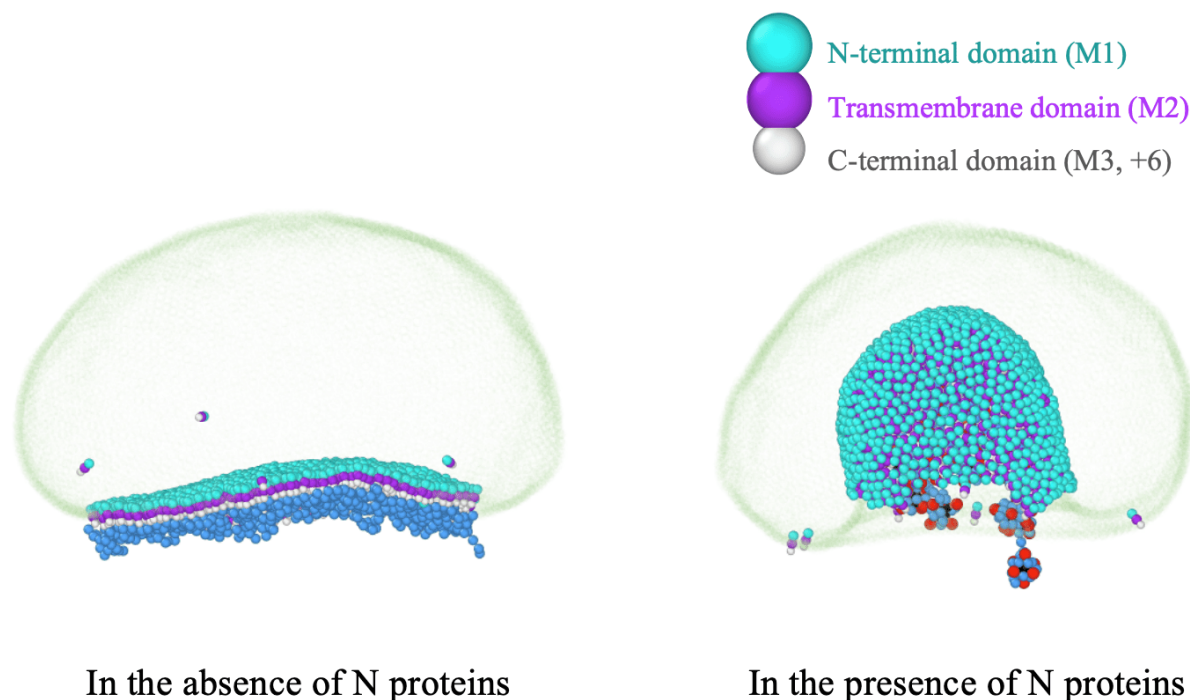 N-terminal domain (M1)
Transmembrane domain (M2)
C-terminal domain (M3, +6)
In the absence of N proteins
In the presence of N proteins